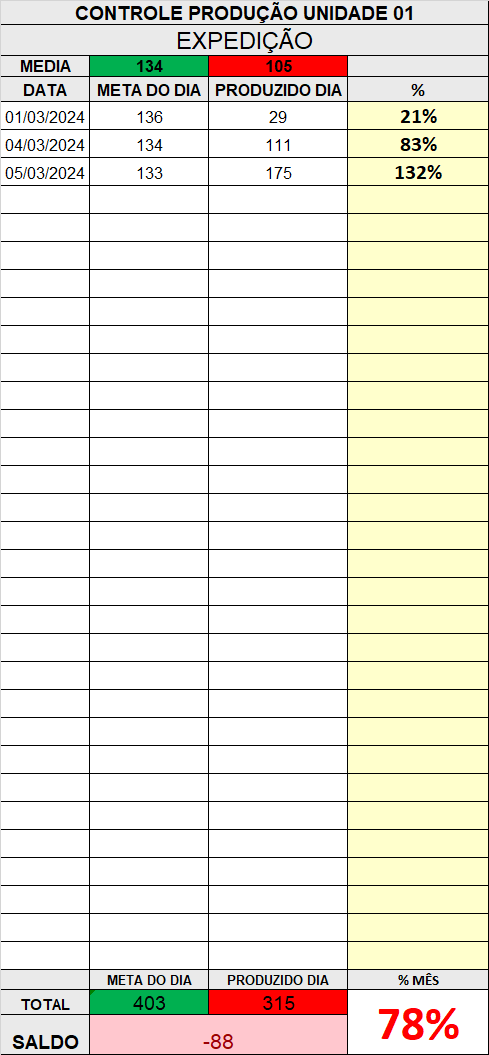 CONTROLE PRODUÇÃO UNIDADE 01
EXPEDIÇÃO
MEDIA 134 105
DATA META DO DIA PRODUZIDO DIA %
01/03/2024 136 29 21%
04/03/2024 134 111 83%
05/03/2024 133 175 132%
META DO DIA PRODUZIDO DIA % MÊS
TOTAL 403 315 78%
SALDO -88